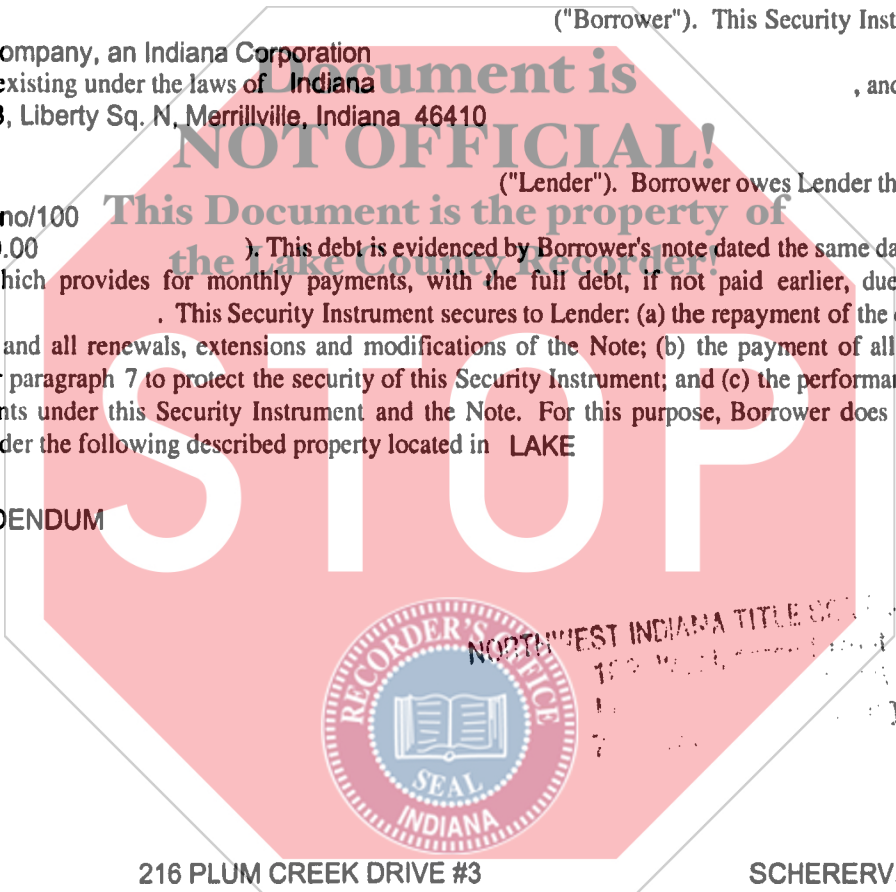 ("Borrower"). This Security Inst
ompany, an Indiana Corporation
Document is
existing under the laws of Indiana , and
, Liberty Sq. N, Merrillville, Indiana 46410
NOT OFFICIAL!
("Lender"). Borrower owes Lender th
no/100
This Document is the property of
.00 ). This debt is evidenced by Borrower's note dated the same da
the Lake County Recorder!
hich provides for monthly payments, with the full debt, if not paid earlier, due
. This Security Instrument secures to Lender: (a) the repayment of the
and all renewals, extensions and modifications of the Note; (b) the payment of all
r paragraph 7 to protect the security of this Security Instrument; and (c) the performan
nts under this Security Instrument and the Note. For this purpose, Borrower does
der the following described property located in LAKE
DENDUM
STOP
NORTHWEST INDIANA TITLE
RECORDER'S OFFICE
SEAL
INDIANA
216 PLUM CREEK DRIVE #3 SCHERERV